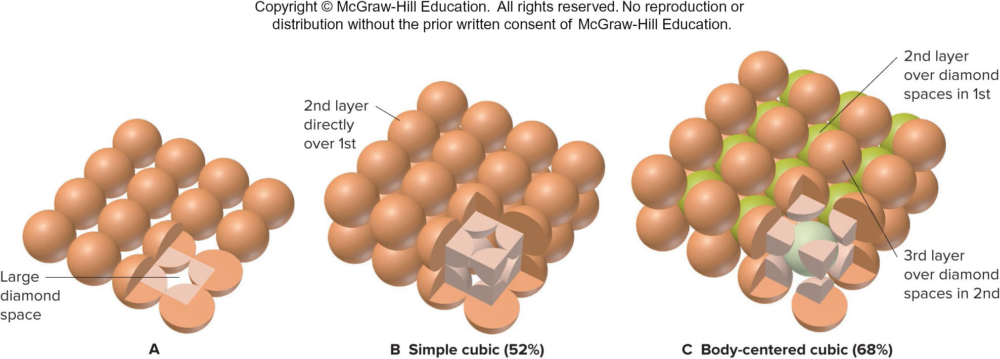 Copyright © McGraw-Hill Education. All rights reserved. No reproduction or
distribution without the prior written consent of McGraw-Hill Education.
Large
diamond
space
A
2nd layer
directly
over 1st
B Simple cubic (52%)
2nd layer
over diamond
spaces in 1st
3rd layer
over diamond
spaces in 2nd
C Body-centered cubic (68%)